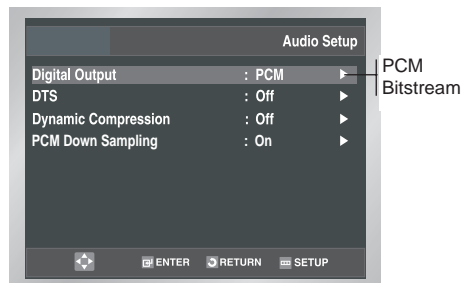 Audio Setup
Digital Output : PCM
DTS : Off
Dynamic Compression : Off
PCM Down Sampling : On
ENTER RETURN SETUP
PCM
Bitstream